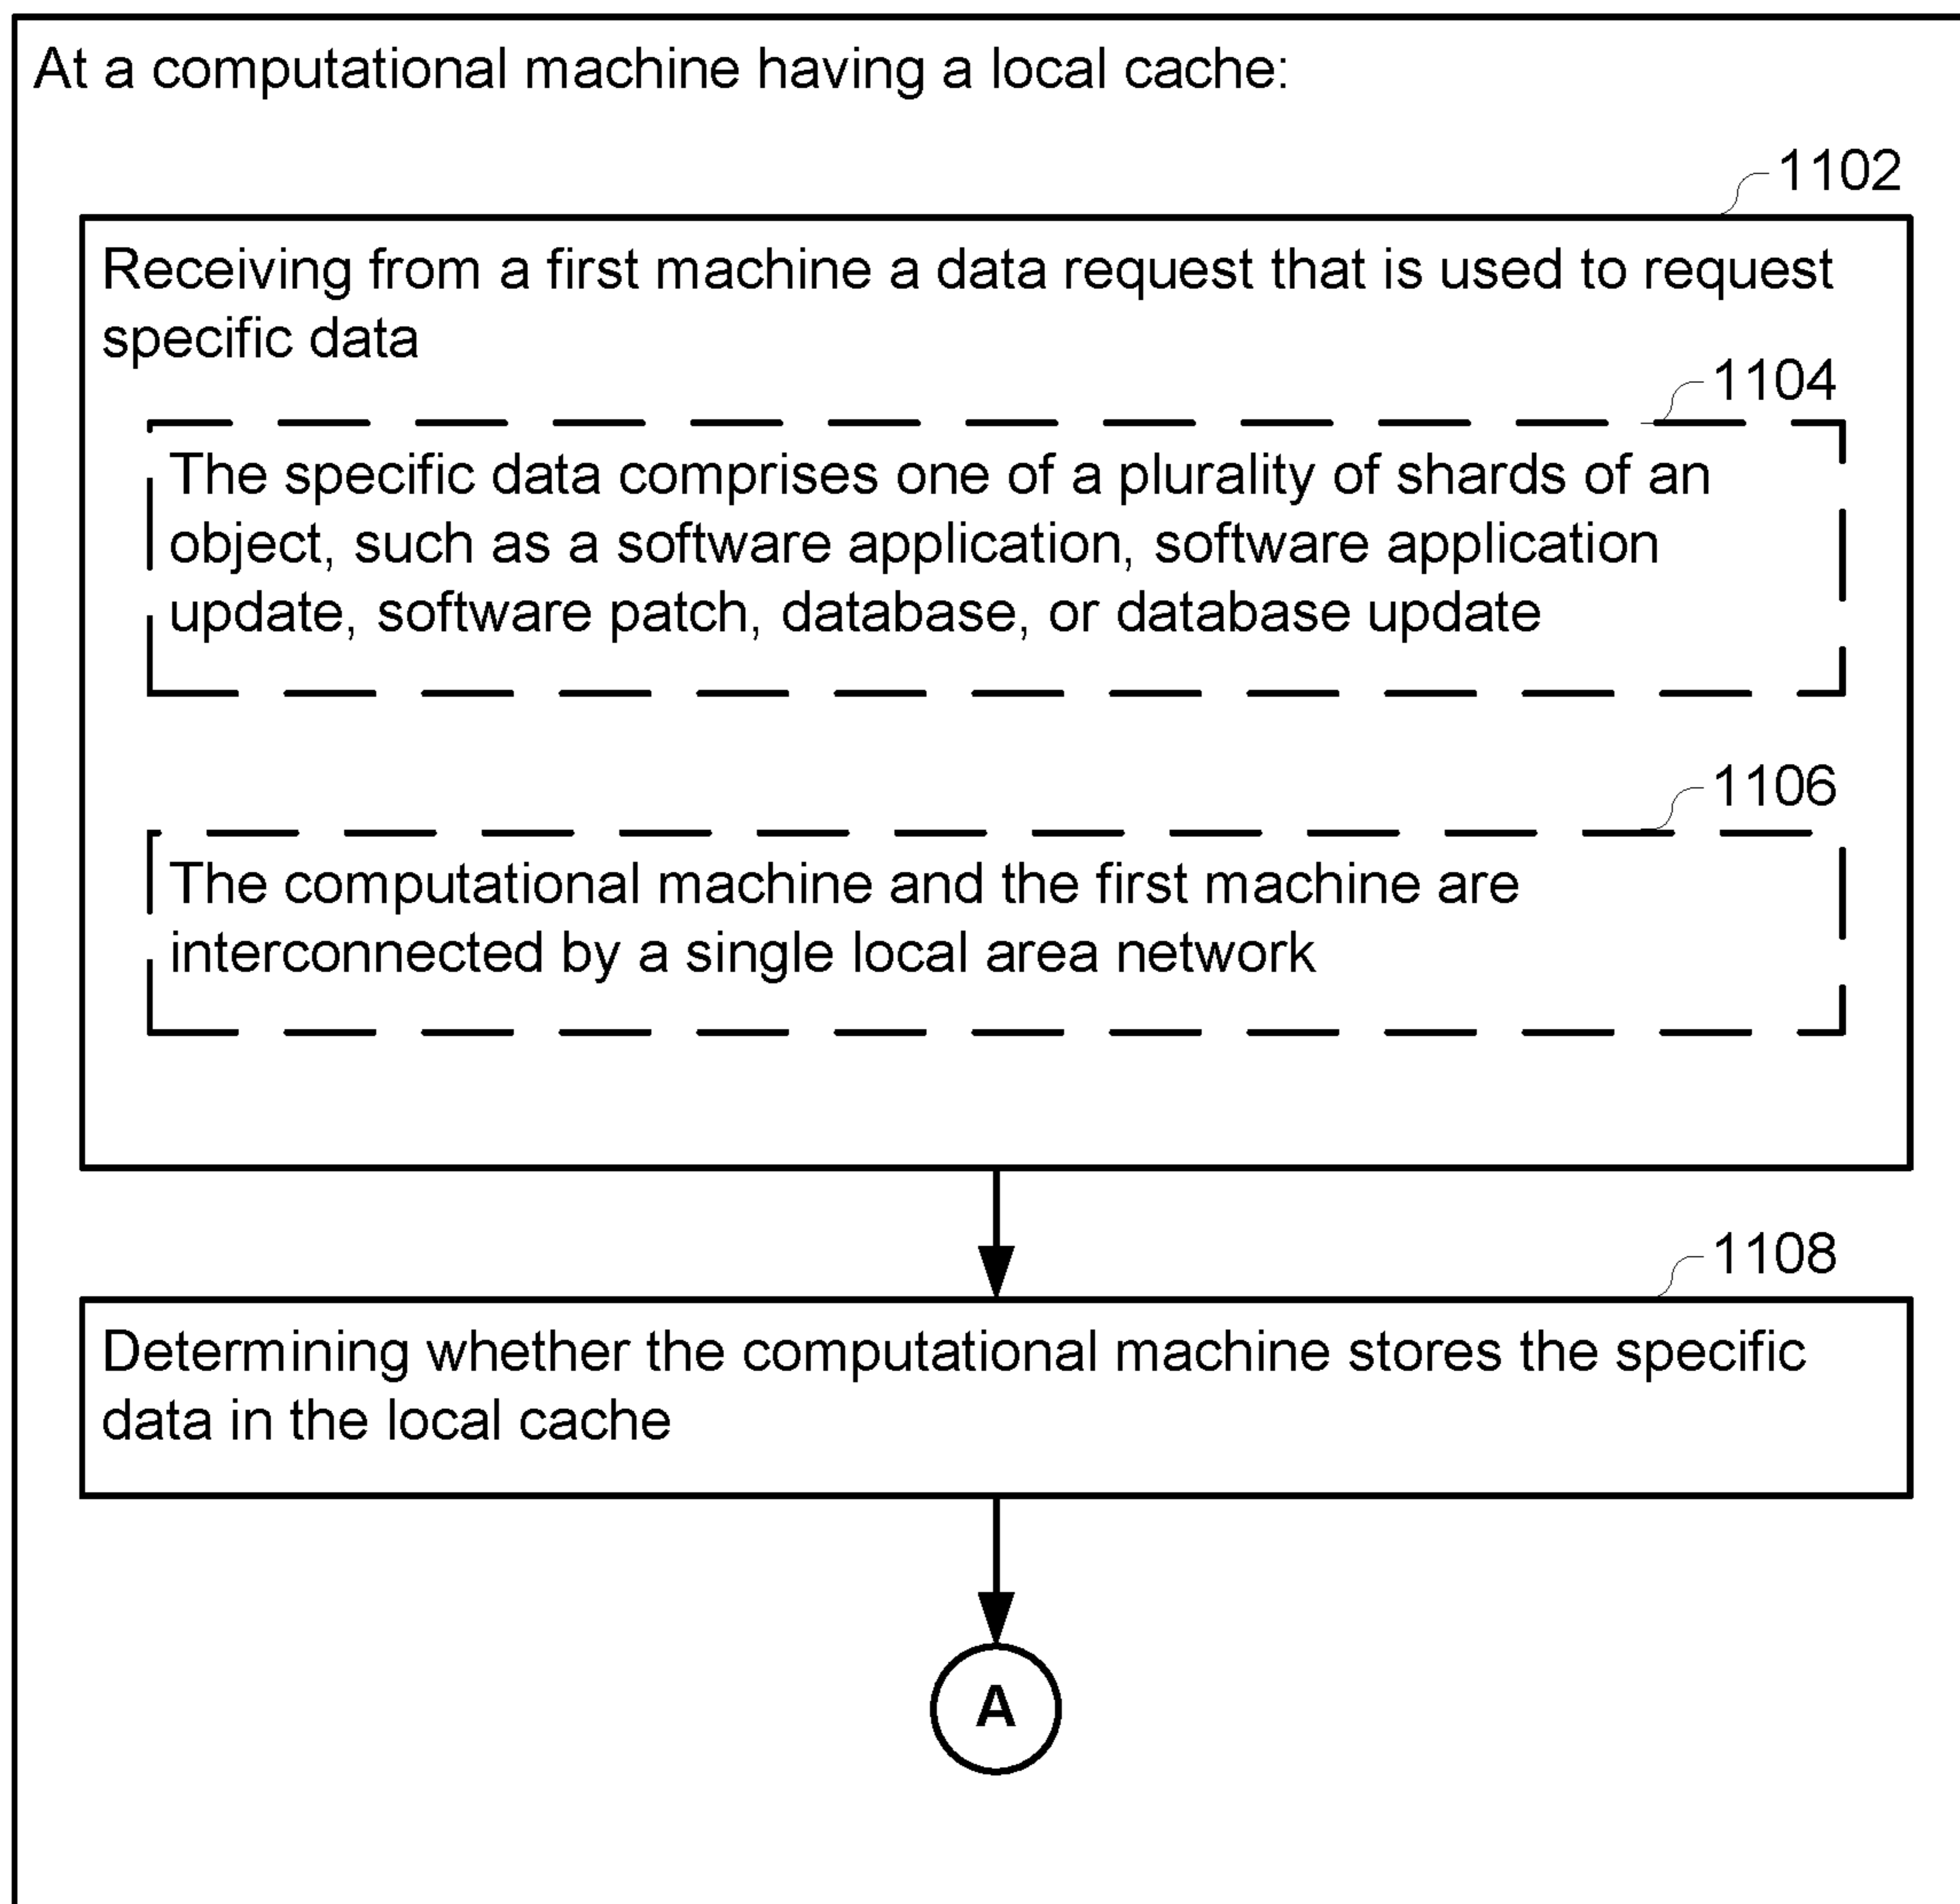 At a computational machine having a local cache:
1102
Receiving from a first machine a data request that is used to request
specific data
1104
The specific data comprises one of a plurality of shards of an
object, such as a software application, software application
update, software patch, database, or database update
1106
The computational machine and the first machine are
interconnected by a single local area network
1108
Determining whether the computational machine stores the specific
data in the local cache
A